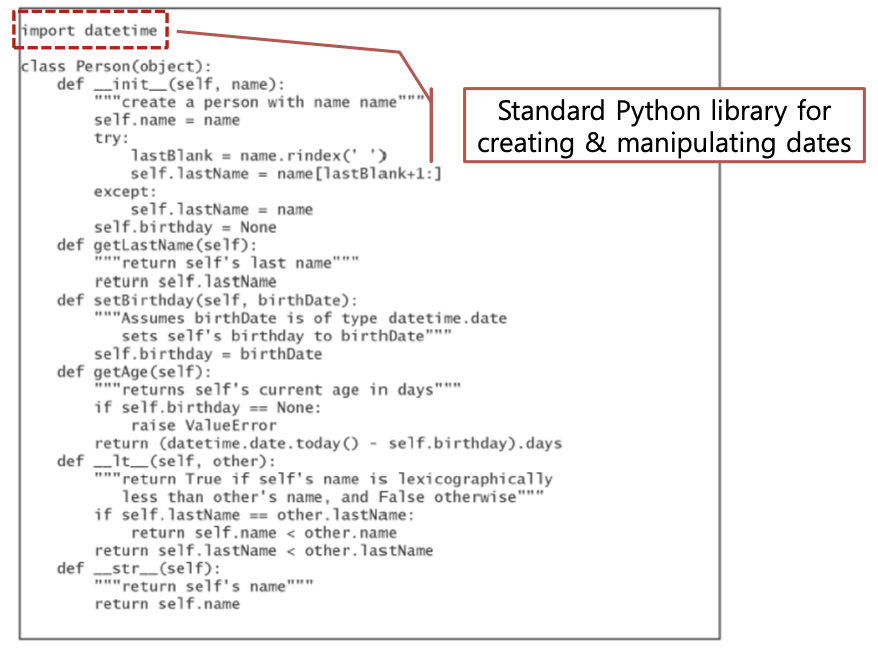 import datetime
class Person(object):
    def __init__(self, name):
        """create a person with name name"""
        self.name = name
        try:
            lastBlank = name.rindex(' ')
            self.lastName = name[lastBlank+1:]
        except:
            self.lastName = name
        self.birthday = None
    def getLastName(self):
        """return self's last name"""
        return self.lastName
    def setBirthday(self, birthDate):
        """Assumes birthDate is of type datetime.date
           sets self's birthday to birthDate"""
        self.birthday = birthDate
    def getAge(self):
        """returns self's current age in days"""
        if self.birthday == None:
            raise ValueError
        return (datetime.date.today() - self.birthday).days
    def __lt__(self, other):
        """return True if self's name is lexicographically
           less than other's name, and False otherwise"""
        if self.lastName == other.lastName:
            return self.name < other.name
        return self.lastName < other.lastName
    def __str__(self):
        """return self's name"""
        return self.name
Standard Python library for
creating & manipulating dates